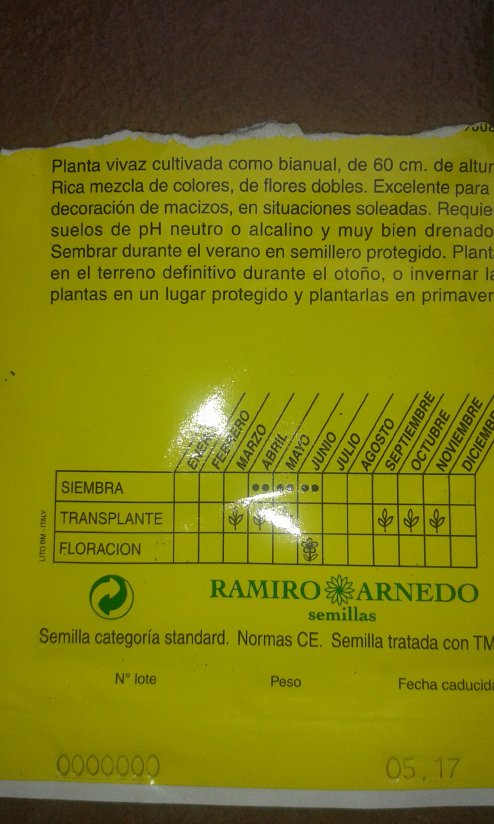 Planta vivaz cultivada como bianual, de 60 cm. de altur
Rica mezcla de colores, de flores dobles. Excelente para
decoración de macizos, en situaciones soleadas. Requie
suelos de pH neutro o alcalino y muy bien drenado
Sembrar durante el verano en semillero protegido. Plant
en el terreno definitivo durante el otoño, o invernar la
plantas en un lugar protegido y plantarlas en primaver
ENERO FEBRERO MARZO ABRIL MAYO JUNIO JULIO AGOSTO SEPTIEMBRE OCTUBRE NOVIEMBRE DICIEMB
SIEMBRA
TRANSPLANTE
FLORACION
LITO BM - ITALY
RAMIRO ARNEDO
semillas
Semilla categoría standard. Normas CE. Semilla tratada con TM
N° lote Peso Fecha caducida
0000000 05.17